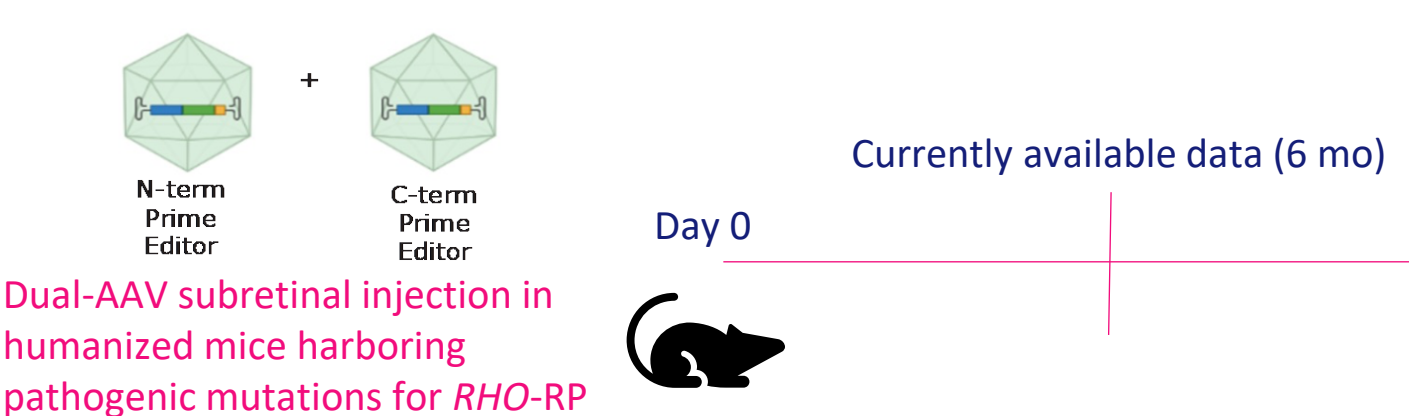 +
N-term
Prime
Editor
C-term
Prime
Editor
Dual-AAV subretinal injection in
humanized mice harboring
pathogenic mutations for RHO-RP
Day 0
Currently available data (6 mo)